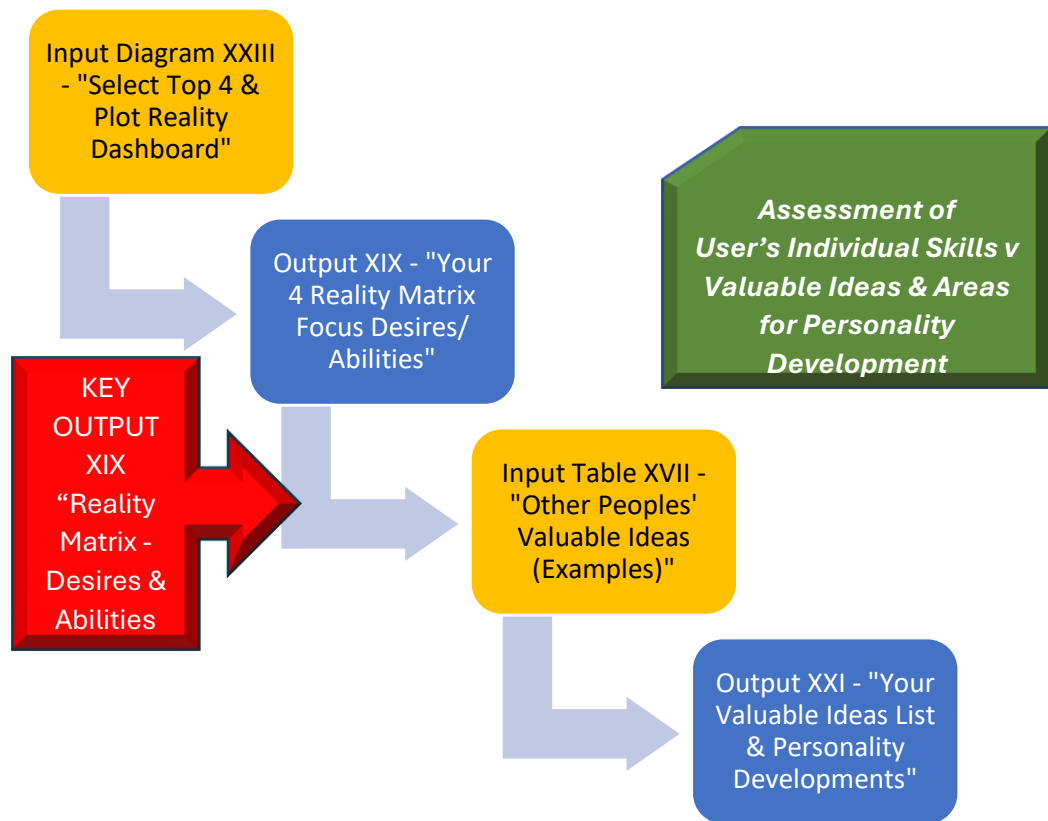 Input Diagram XXIII
- "Select Top 4 &
Plot Reality
Dashboard"
Assessment of
User’s Individual Skills v
Valuable Ideas & Areas
for Personality
Development
Output XIX - "Your
4 Reality Matrix
Focus Desires/
Abilities"
KEY
OUTPUT
XIX
“Reality
Matrix -
Desires &
Abilities
Input Table XVII -
"Other Peoples'
Valuable Ideas
(Examples)"
Output XXI - "Your
Valuable Ideas List
& Personality
Developments"